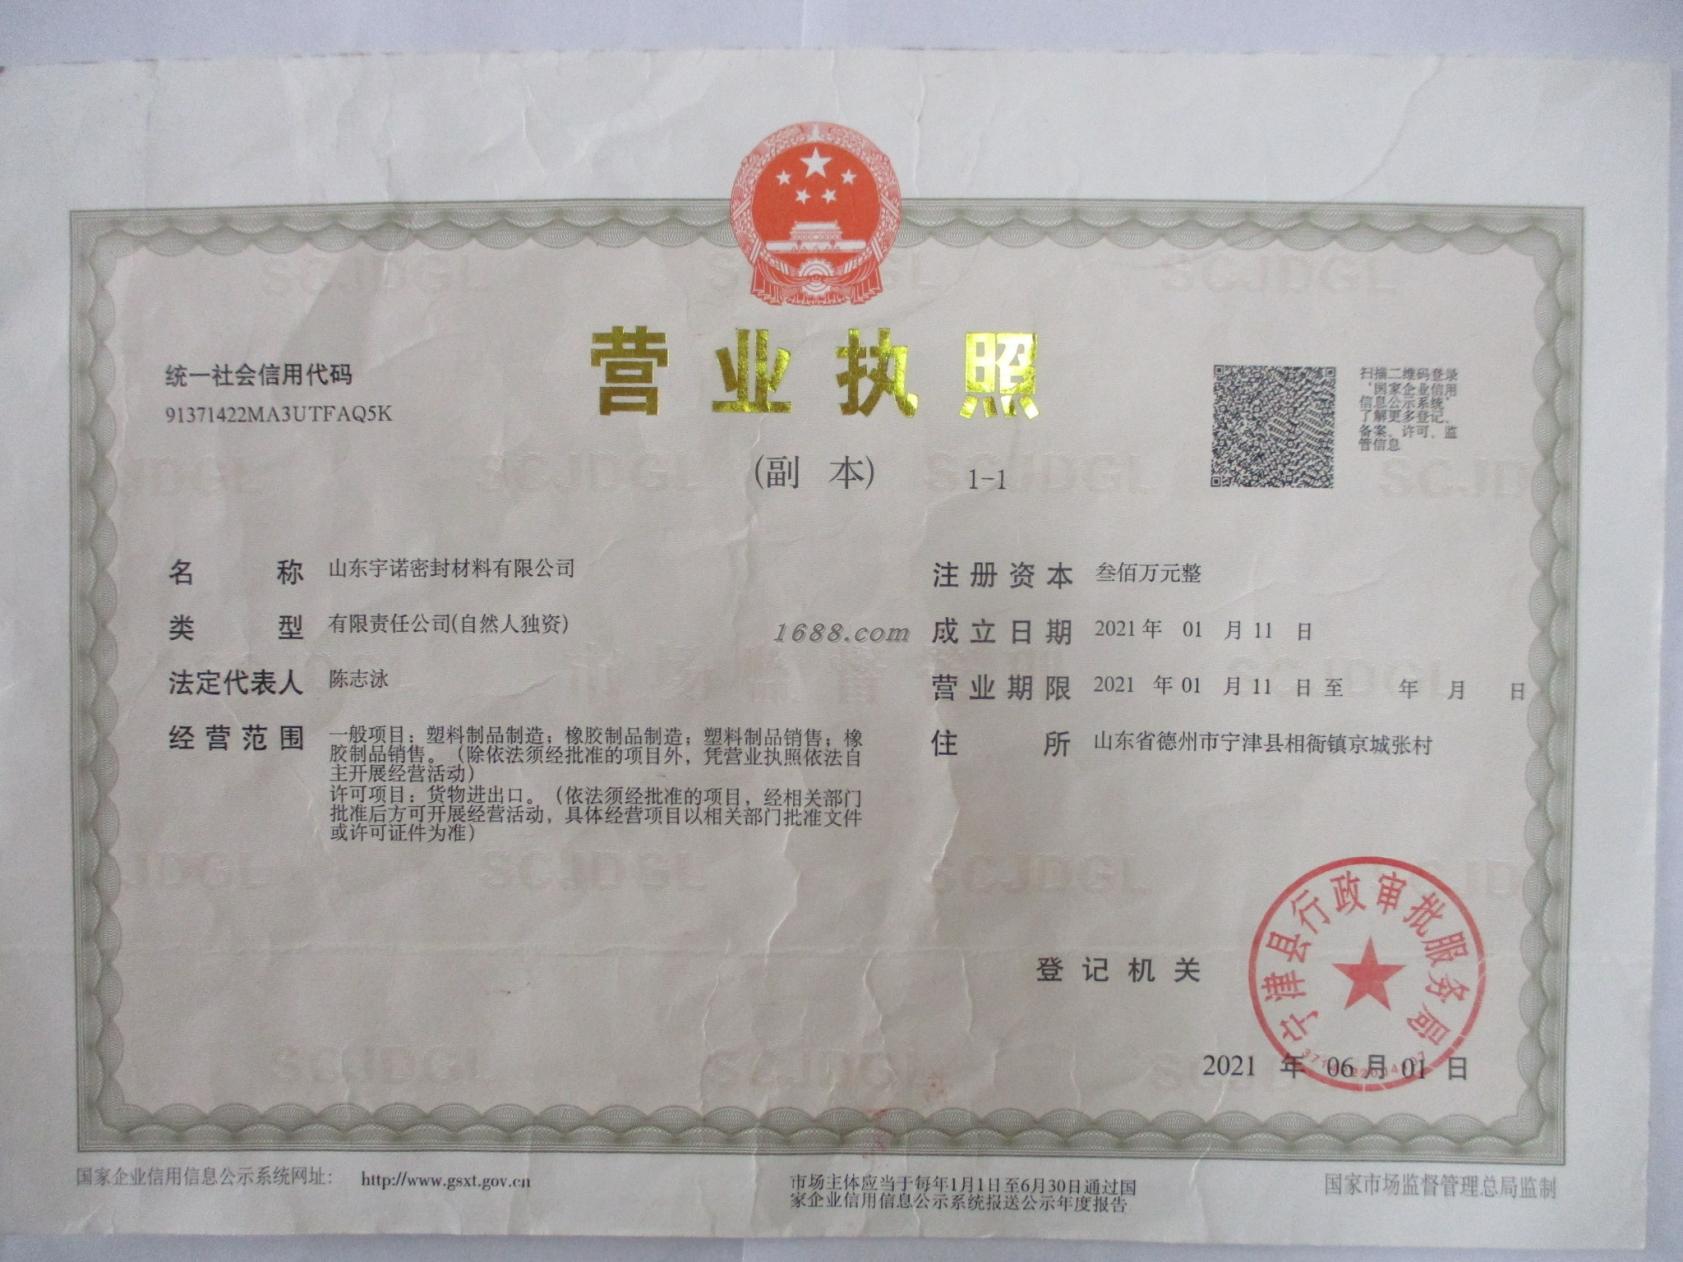 营业执照
(副 本) 1-1
统一社会信用代码
91371422MA3UTFAQ5K
扫描二维码登录
‘国家企业信用
信息公示系统’
了解更多登记、
备案、许可、监
管信息
名 称 山东宇诺密封材料有限公司
类 型 有限责任公司(自然人独资)
法定代表人 陈志泳
经营范围 一般项目：塑料制品制造；橡胶制品制造；塑料制品销售；橡
胶制品销售。（除依法须经批准的项目外，凭营业执照依法自
主开展经营活动）
许可项目：货物进出口。（依法须经批准的项目，经相关部门
批准后方可开展经营活动，具体经营项目以相关部门批准文件
或许可证件为准）
1688.com
注册资本 叁佰万元整
成立日期 2021 年 01 月 11 日
营业期限 2021 年 01 月 11 日 至 年 月 日
住 所 山东省德州市宁津县相衙镇京城张村
登记机关
宁津县行政审批服务局
2021 年 06 月 01 日
国家企业信用信息公示系统网址： http://www.gsxt.gov.cn
市场主体应当于每年1月1日至6月30日通过国
家企业信用信息公示系统报送公示年度报告
国家市场监督管理总局监制